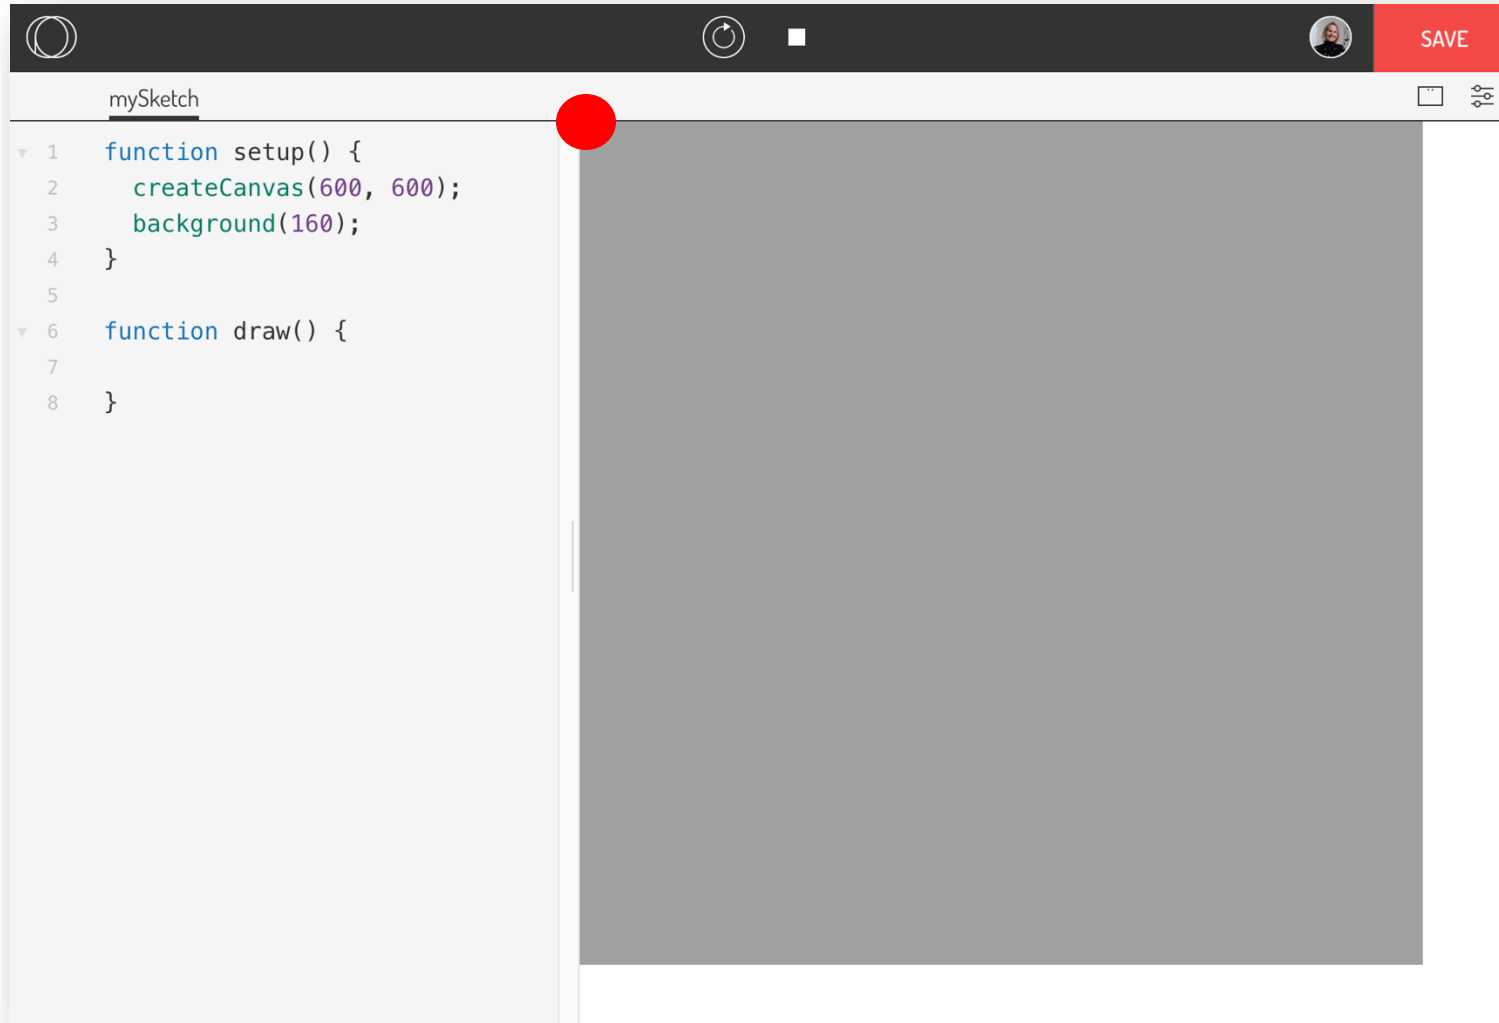 SAVE
mySketch
1 function setup() {
2 createCanvas(600, 600);
3 background(160);
4 }
5
6 function draw() {
7
8 }